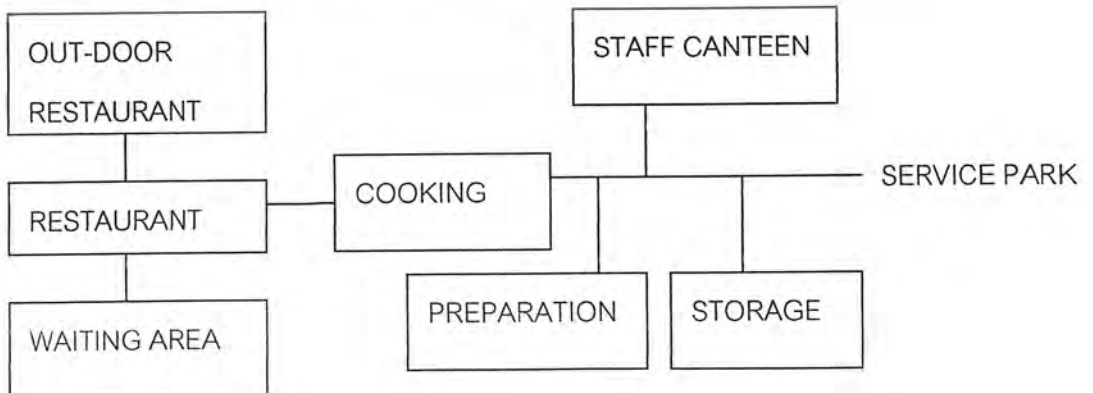 OUT-DOOR
RESTAURANT
STAFF CANTEEN
RESTAURANT
COOKING
SERVICE PARK
WAITING AREA
PREPARATION
STORAGE